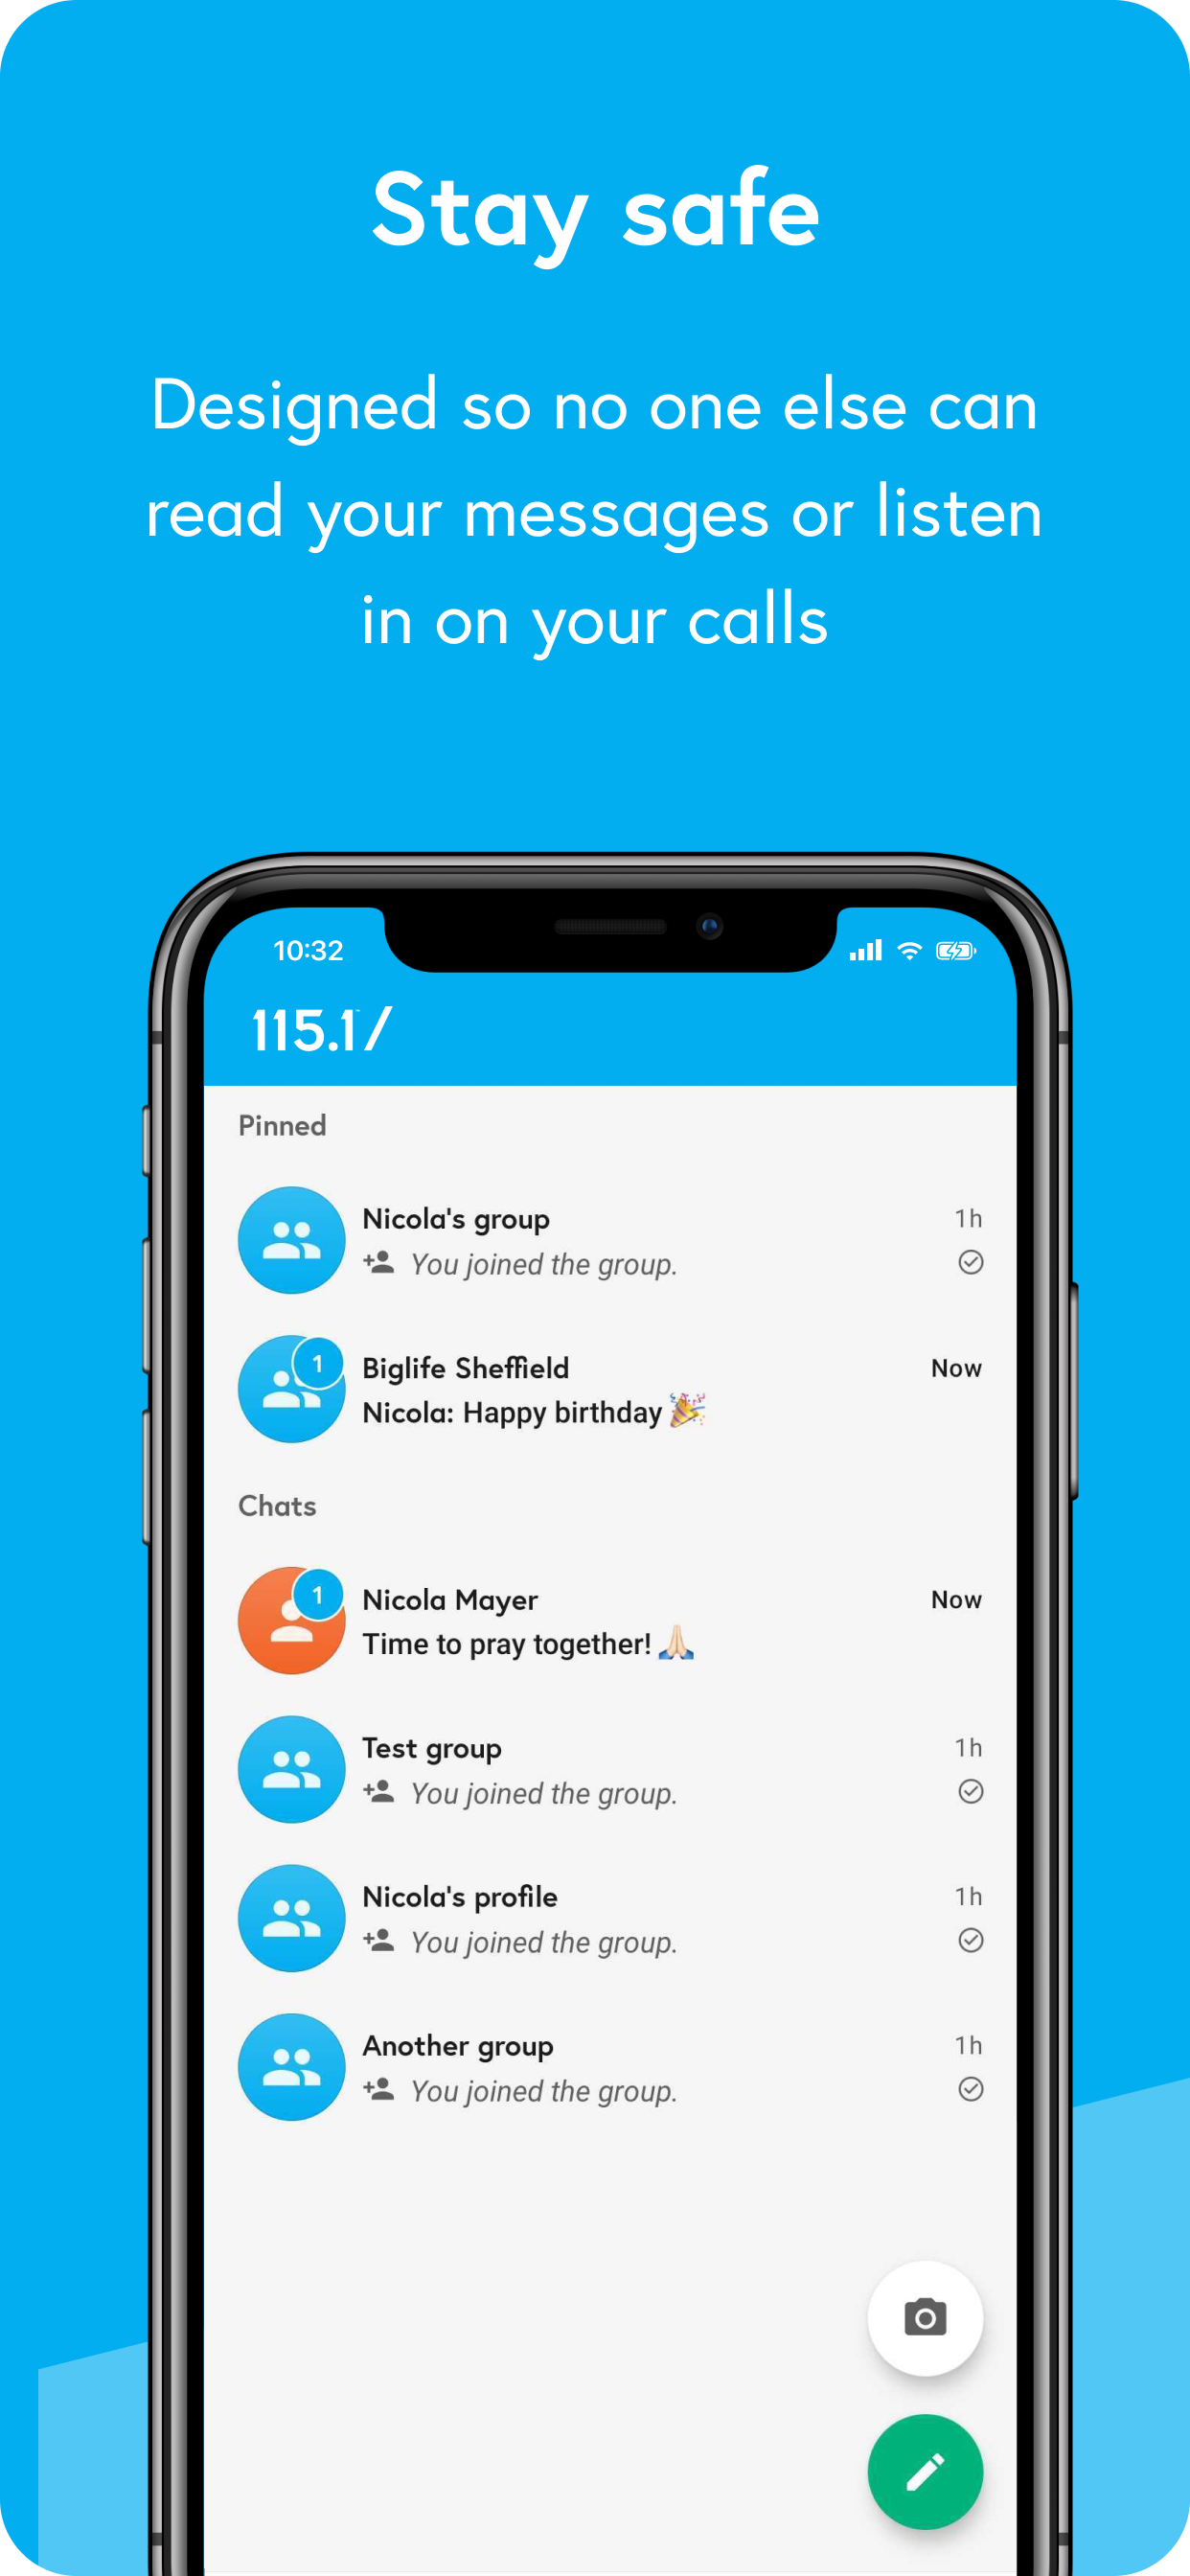 Stay safe
Designed so no one else can
read your messages or listen
in on your calls
10:32
Pinned
Nicola's group
1h
You joined the group.
1
Biglife Sheffield
Now
Nicola: Happy birthday 🎉
Chats
1
Nicola Mayer
Now
Time to pray together! 🙏🏻
Test group
1h
You joined the group.
Nicola's profile
1h
You joined the group.
Another group
1h
You joined the group.